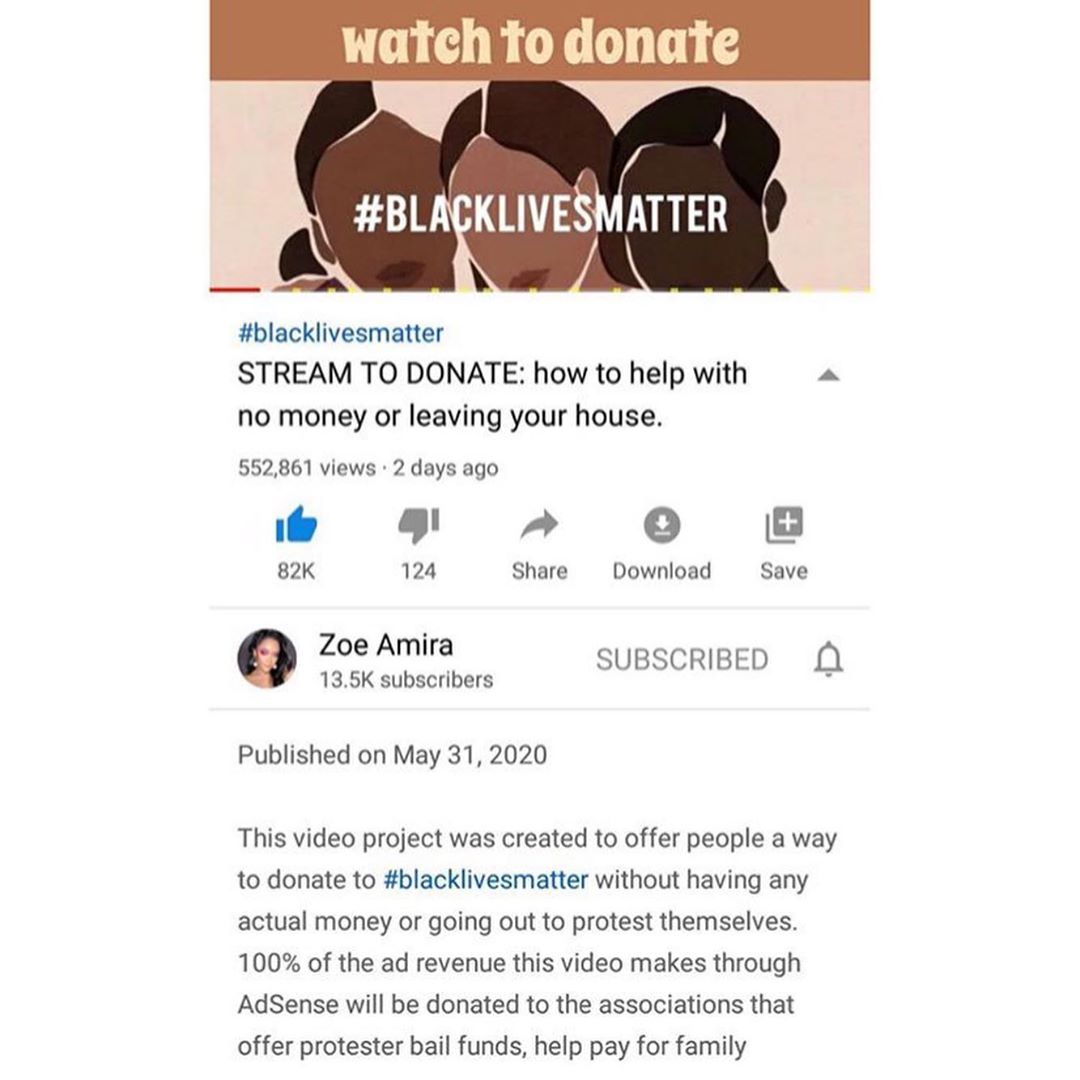 watch to donate
#BLACKLIVESMATTER
#blacklivesmatter
STREAM TO DONATE: how to help with
no money or leaving your house.
552,861 views · 2 days ago
82K 124 Share Download Save
Zoe Amira
13.5K subscribers
SUBSCRIBED
Published on May 31, 2020
This video project was created to offer people a way
to donate to #blacklivesmatter without having any
actual money or going out to protest themselves.
100% of the ad revenue this video makes through
AdSense will be donated to the associations that
offer protester bail funds, help pay for family